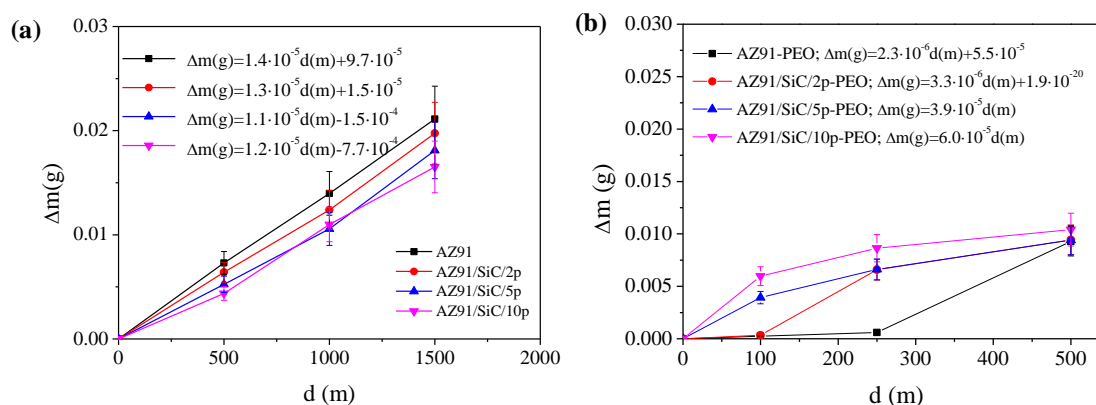 (a)
0.03
0.02
0.01
0.00
Δm(g)
Δm(g)=1.4·10⁻⁵d(m)+9.7·10⁻⁵
Δm(g)=1.3·10⁻⁵d(m)+1.5·10⁻⁵
Δm(g)=1.1·10⁻⁵d(m)-1.5·10⁻⁴
Δm(g)=1.2·10⁻⁵d(m)-7.7·10⁻⁴
AZ91
AZ91/SiC/2p
AZ91/SiC/5p
AZ91/SiC/10p
0 500 1000 1500 2000
d (m)
(b)
0.030
0.025
0.020
0.015
0.010
0.005
0.000
Δm (g)
AZ91-PEO; Δm(g)=2.3·10⁻⁶d(m)+5.5·10⁻⁵
AZ91/SiC/2p-PEO; Δm(g)=3.3·10⁻⁶d(m)+1.9·10⁻²⁰
AZ91/SiC/5p-PEO; Δm(g)=3.9·10⁻⁵d(m)
AZ91/SiC/10p-PEO; Δm(g)=6.0·10⁻⁵d(m)
0 100 200 300 400 500
d (m)